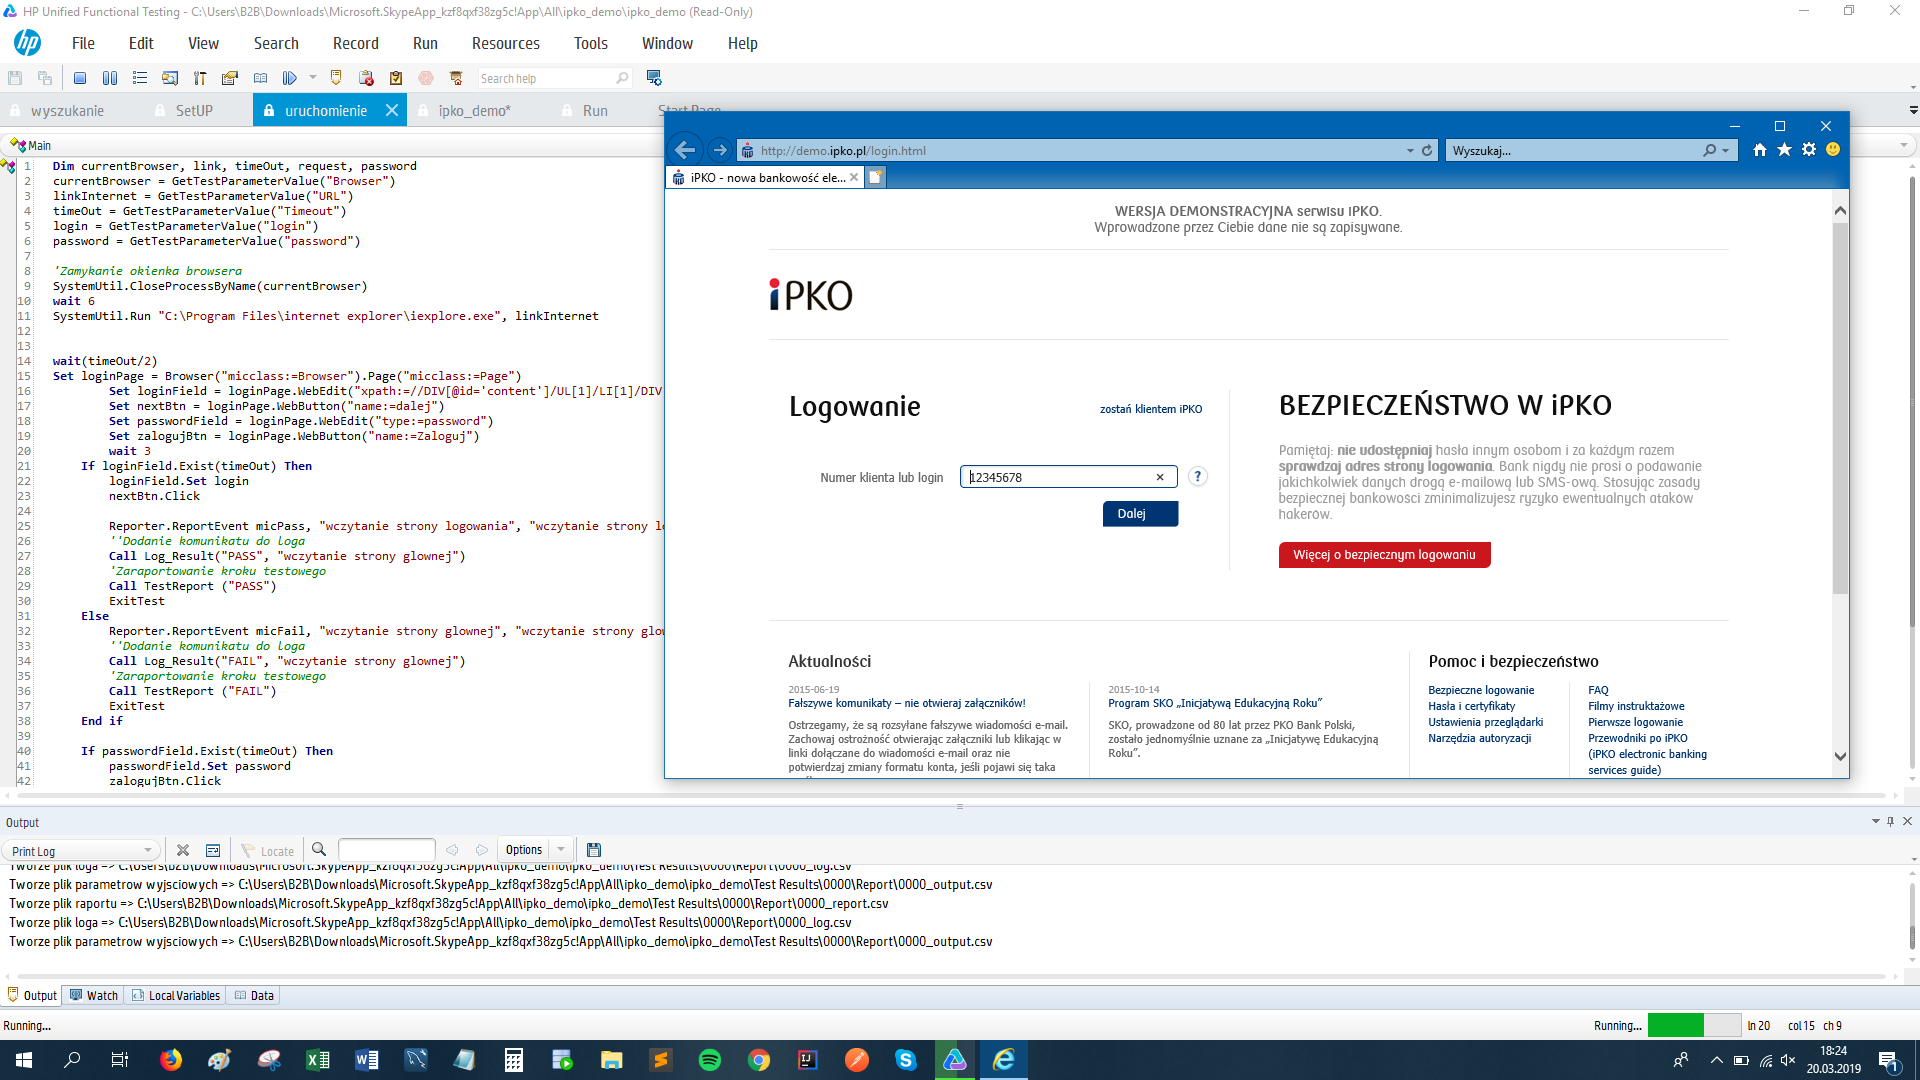 HP Unified Functional Testing - C:\Users\B2B\Downloads\Microsoft.SkypeApp_kzf8qxf38zg5c!App\All\ipko_demo\ipko_demo (Read-Only)
hp File Edit View Search Record Run Resources Tools Window Help
Search help
wyszukanie SetUP uruchomienie ipko_demo* Run Start Page
Main
1 Dim currentBrowser, link, timeOut, request, password
2 currentBrowser = GetTestParameterValue("Browser")
3 linkInternet = GetTestParameterValue("URL")
4 timeOut = GetTestParameterValue("Timeout")
5 login = GetTestParameterValue("login")
6 password = GetTestParameterValue("password")
7
8 'Zamykanie okienka browsera
9 SystemUtil.CloseProcessByName(currentBrowser)
10 wait 6
11 SystemUtil.Run "C:\Program Files\internet explorer\iexplore.exe", linkInternet
12
13
14 wait(timeOut/2)
15 Set loginPage = Browser("micclass:=Browser").Page("micclass:=Page")
16 Set loginField = loginPage.WebEdit("xpath:=//DIV[@id='content']/UL[1]/LI[1]/DIV
17 Set nextBtn = loginPage.WebButton("name:=dalej")
18 Set passwordField = loginPage.WebEdit("type:=password")
19 Set zalogujBtn = loginPage.WebButton("name:=Zaloguj")
20 wait 3
21 If loginField.Exist(timeOut) Then
22 loginField.Set login
23 nextBtn.Click
24
25 Reporter.ReportEvent micPass, "wczytanie strony logowania", "wczytanie strony lo
26 ''Dodanie komunikatu do loga
27 Call Log_Result("PASS", "wczytanie strony glownej")
28 'Zaraportowanie kroku testowego
29 Call TestReport ("PASS")
30 ExitTest
31 Else
32 Reporter.ReportEvent micFail, "wczytanie strony glownej", "wczytanie strony glow
33 ''Dodanie komunikatu do loga
34 Call Log_Result("FAIL", "wczytanie strony glownej")
35 'Zaraportowanie kroku testowego
36 Call TestReport ("FAIL")
37 ExitTest
38 End if
39
40 If passwordField.Exist(timeOut) Then
41 passwordField.Set password
42 zalogujBtn.Click
http://demo.ipko.pl/login.html
Wyszukaj...
iPKO - nowa bankowość ele...
WERSJA DEMONSTRACYJNA serwisu iPKO.
Wprowadzone przez Ciebie dane nie są zapisywane.
iPKO
Logowanie
zostań klientem iPKO
Numer klienta lub login 12345678 ?
Dalej
BEZPIECZEŃSTWO W iPKO
Pamiętaj: nie udostępniaj hasła innym osobom i za każdym razem
sprawdzaj adres strony logowania. Bank nigdy nie prosi o podawanie
jakichkolwiek danych drogą e-mailową lub SMS-ową. Stosując zasady
bezpiecznej bankowości zminimalizujesz ryzyko ewentualnych ataków
hakerów.
Więcej o bezpiecznym logowaniu
Aktualności
2015-06-19
Fałszywe komunikaty – nie otwieraj załączników!
Ostrzegamy, że są rozsyłane fałszywe wiadomości e-mail.
Zachowaj ostrożność otwierając załączniki lub klikając w
linki dołączane do wiadomości e-mail oraz nie
potwierdzaj zmiany formatu konta, jeśli pojawi się taka
2015-10-14
Program SKO „Inicjatywą Edukacyjną Roku”
SKO, prowadzone od 80 lat przez PKO Bank Polski,
zostało jednomyślnie uznane za „Inicjatywę Edukacyjną
Roku”.
Pomoc i bezpieczeństwo
Bezpieczne logowanie
Hasła i certyfikaty
Ustawienia przeglądarki
Narzędzia autoryzacji
FAQ
Filmy instruktażowe
Pierwsze logowanie
Przewodniki po iPKO
(iPKO electronic banking
services guide)
Output
Print Log Locate Options
Tworze plik loga => C:\Users\B2B\Downloads\Microsoft.SkypeApp_kzf8qxf38zg5c!App\All\ipko_demo\ipko_demo\Test Results\0000\Report\0000_log.csv
Tworze plik parametrow wyjsciowych => C:\Users\B2B\Downloads\Microsoft.SkypeApp_kzf8qxf38zg5c!App\All\ipko_demo\ipko_demo\Test Results\0000\Report\0000_output.csv
Tworze plik raportu => C:\Users\B2B\Downloads\Microsoft.SkypeApp_kzf8qxf38zg5c!App\All\ipko_demo\ipko_demo\Test Results\0000\Report\0000_report.csv
Tworze plik loga => C:\Users\B2B\Downloads\Microsoft.SkypeApp_kzf8qxf38zg5c!App\All\ipko_demo\ipko_demo\Test Results\0000\Report\0000_log.csv
Tworze plik parametrow wyjsciowych => C:\Users\B2B\Downloads\Microsoft.SkypeApp_kzf8qxf38zg5c!App\All\ipko_demo\ipko_demo\Test Results\0000\Report\0000_output.csv
Output Watch Local Variables Data
Running... Running... ln 20 col 15 ch 9
18:24
20.03.2019
1